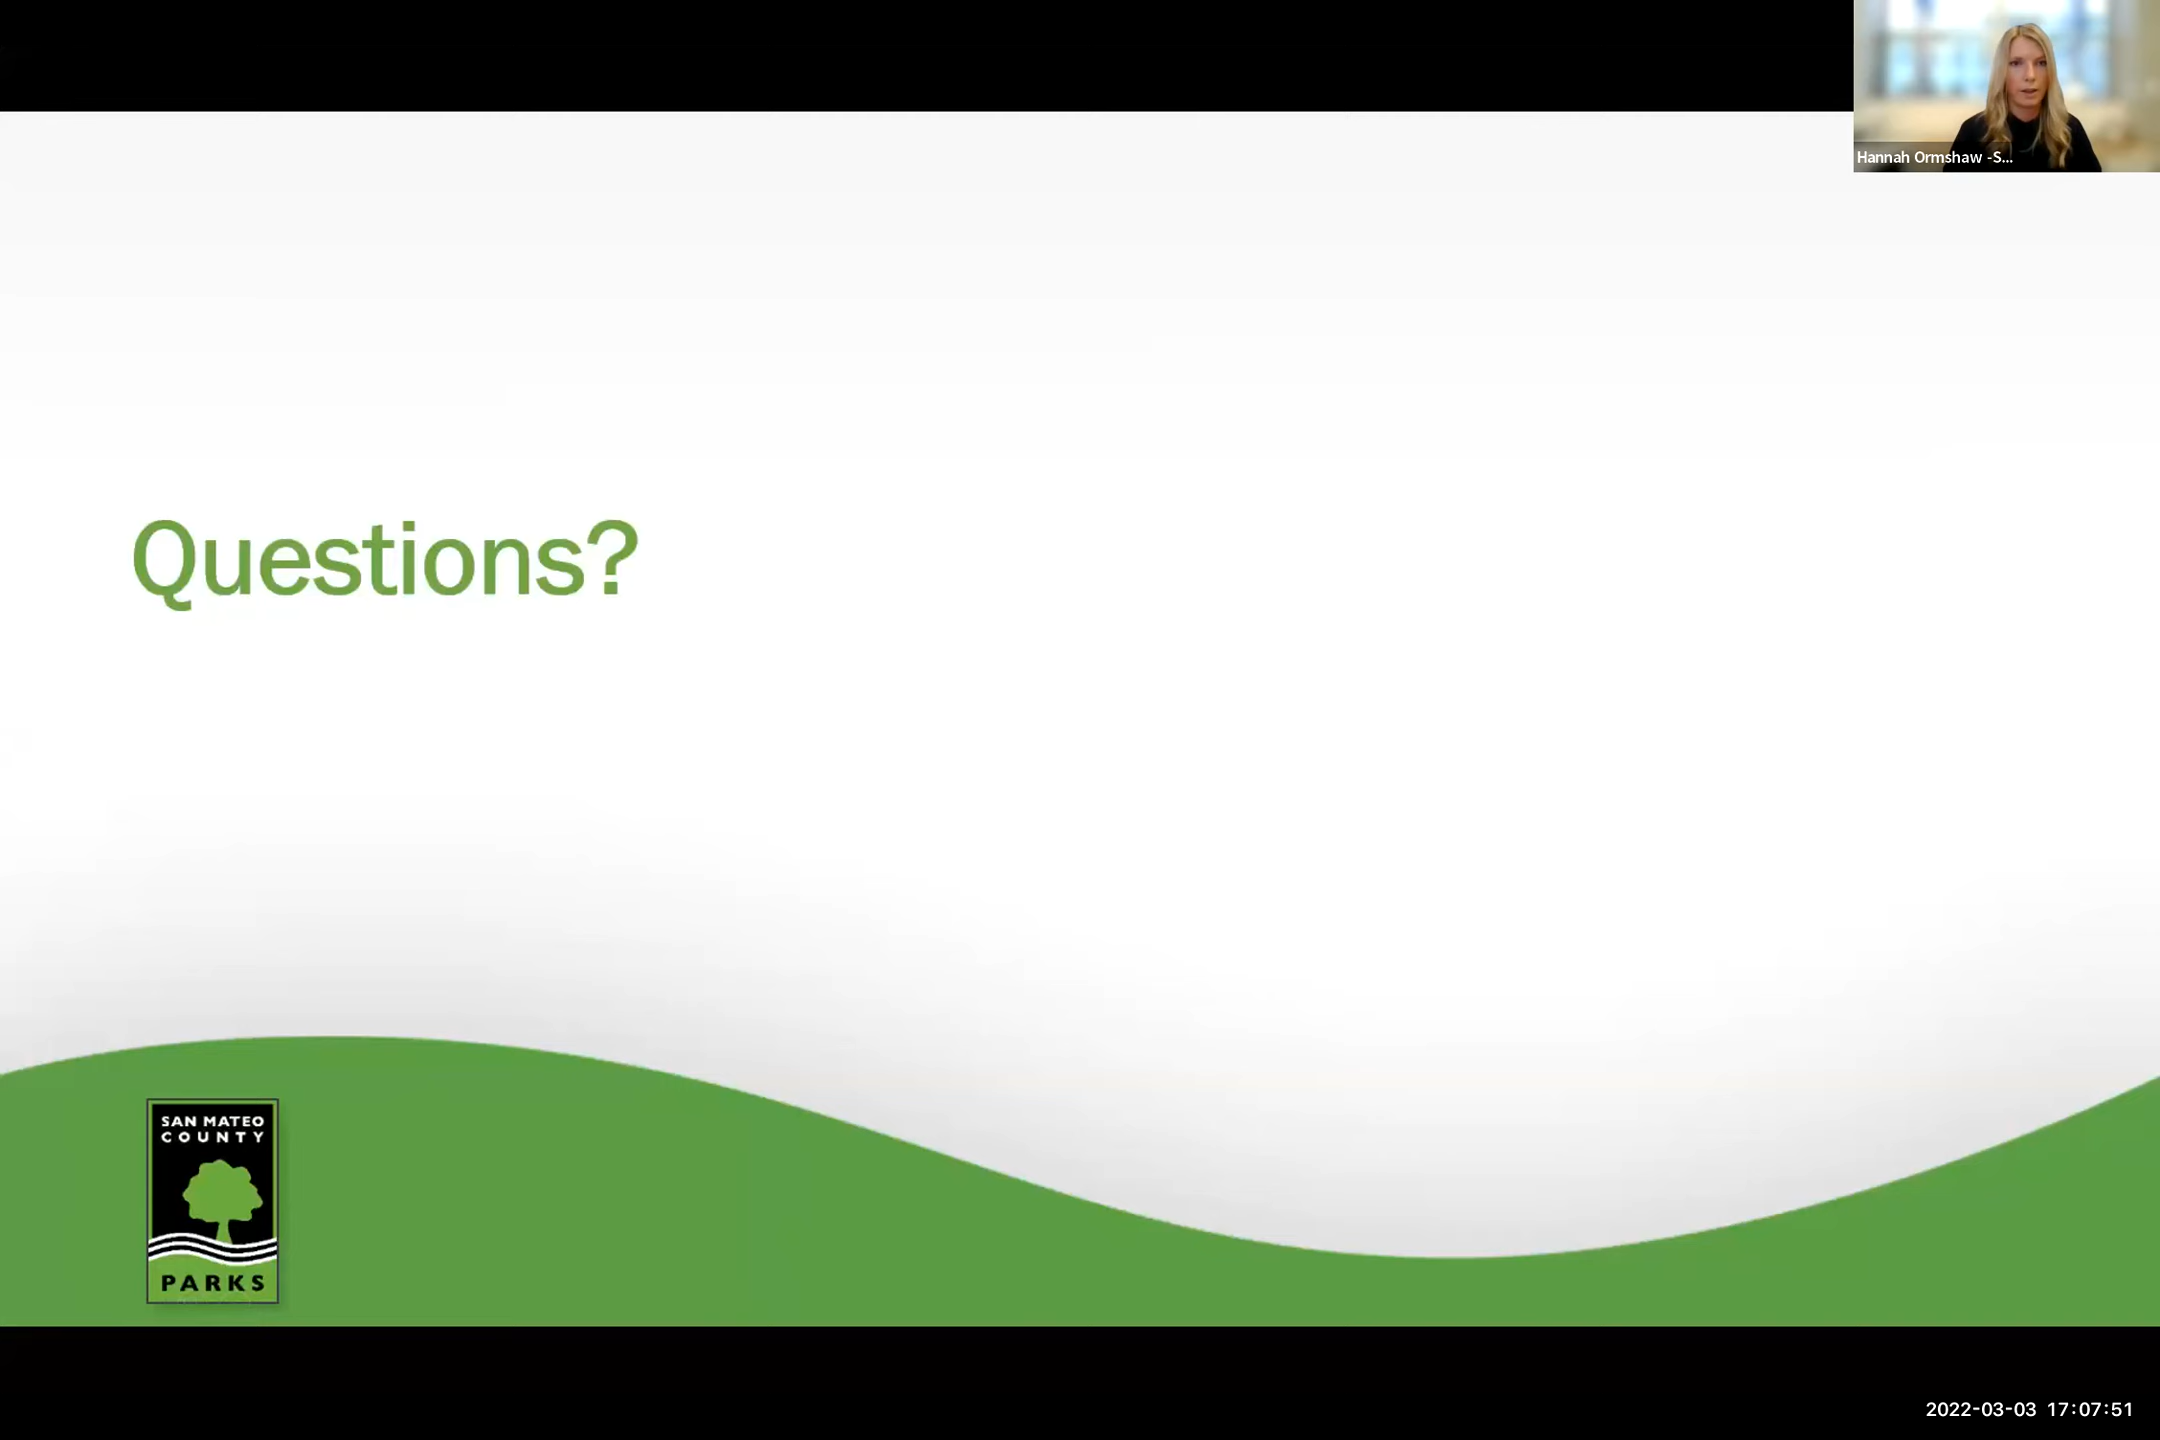 Hannah Ormshaw -S...
Questions?
SAN MATEO
COUNTY
PARKS
2022-03-03 17:07:51